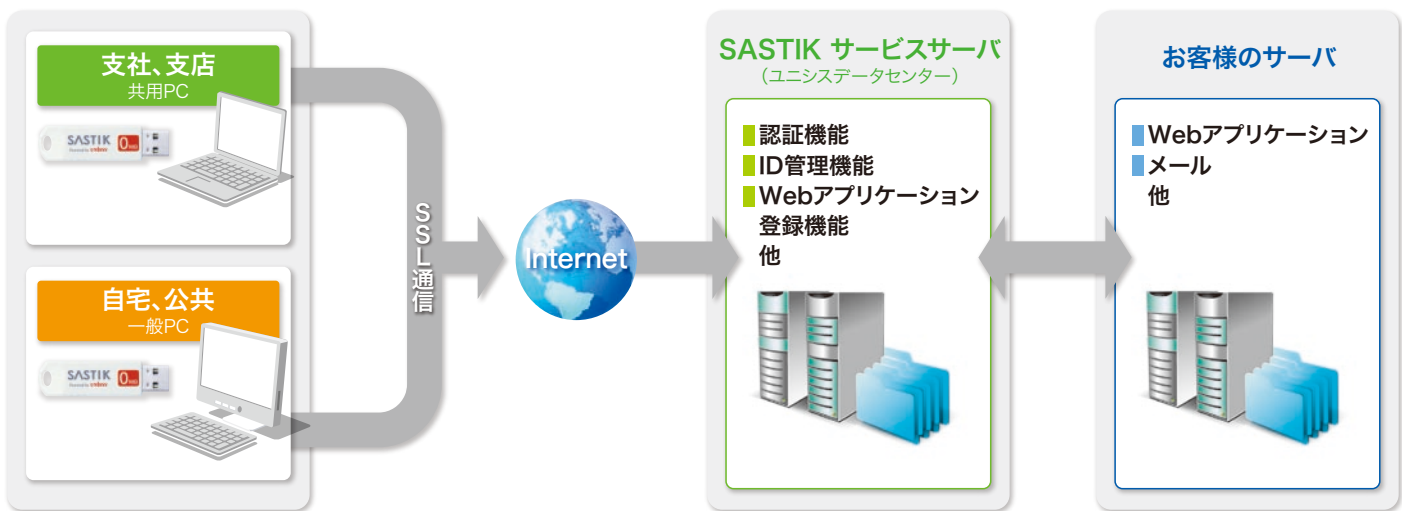 支社、支店
共用PC
SASTIK
自宅、公共
一般PC
SASTIK
SSL通信
Internet
SASTIK サービスサーバ
（ユニシスデータセンター）
認証機能
ID管理機能
Webアプリケーション
登録機能
他
お客様のサーバ
Webアプリケーション
メール
他